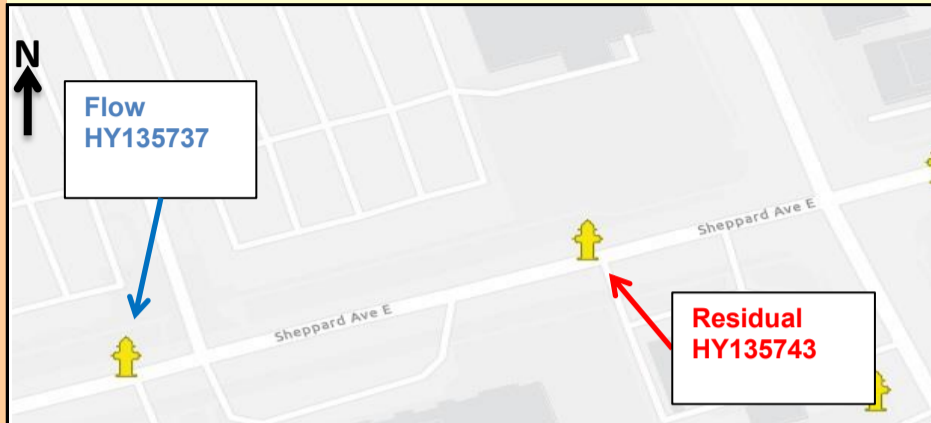 N
Flow
HY135737
Sheppard Ave E
Sheppard Ave E
Residual
HY135743